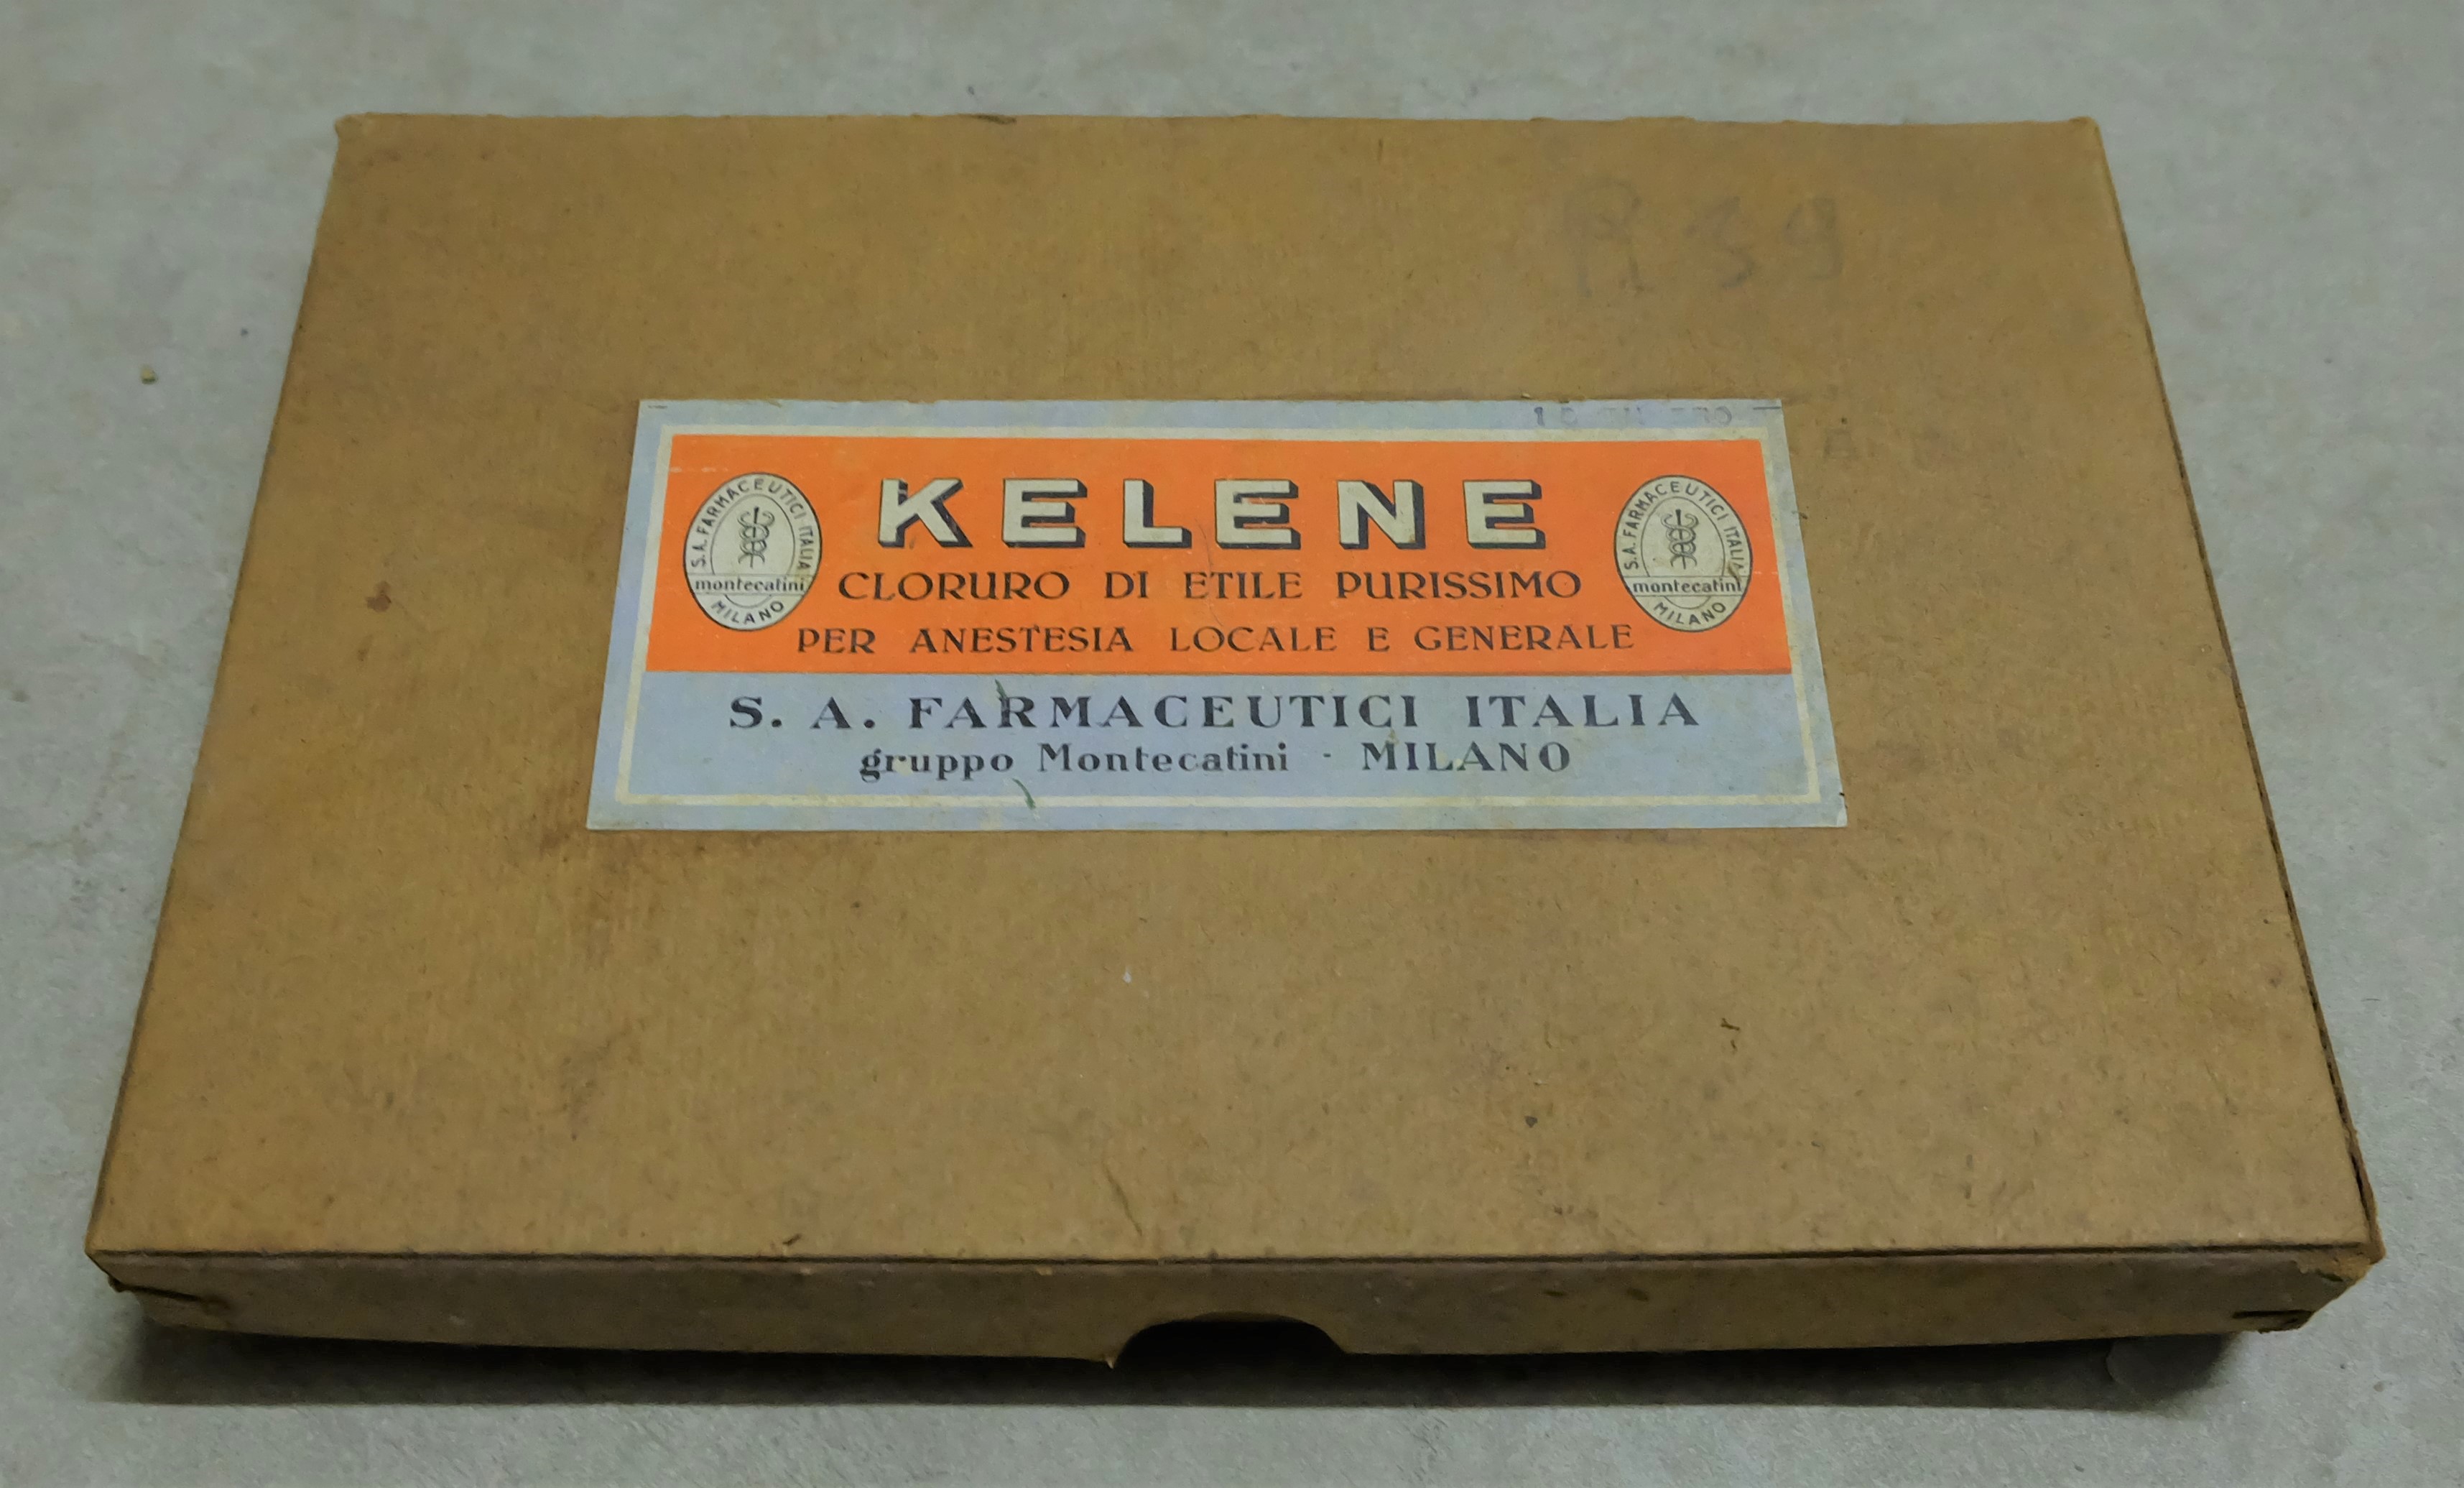 KELENE
CLORURO DI ETILE PURISSIMO
PER ANESTESIA LOCALE E GENERALE
S. A. FARMACEUTICI ITALIA
gruppo Montecatini - MILANO
S.A. FARMACEUTICI ITALIA
montecatini
MILANO
S.A. FARMACEUTICI ITALIA
montecatini
MILANO